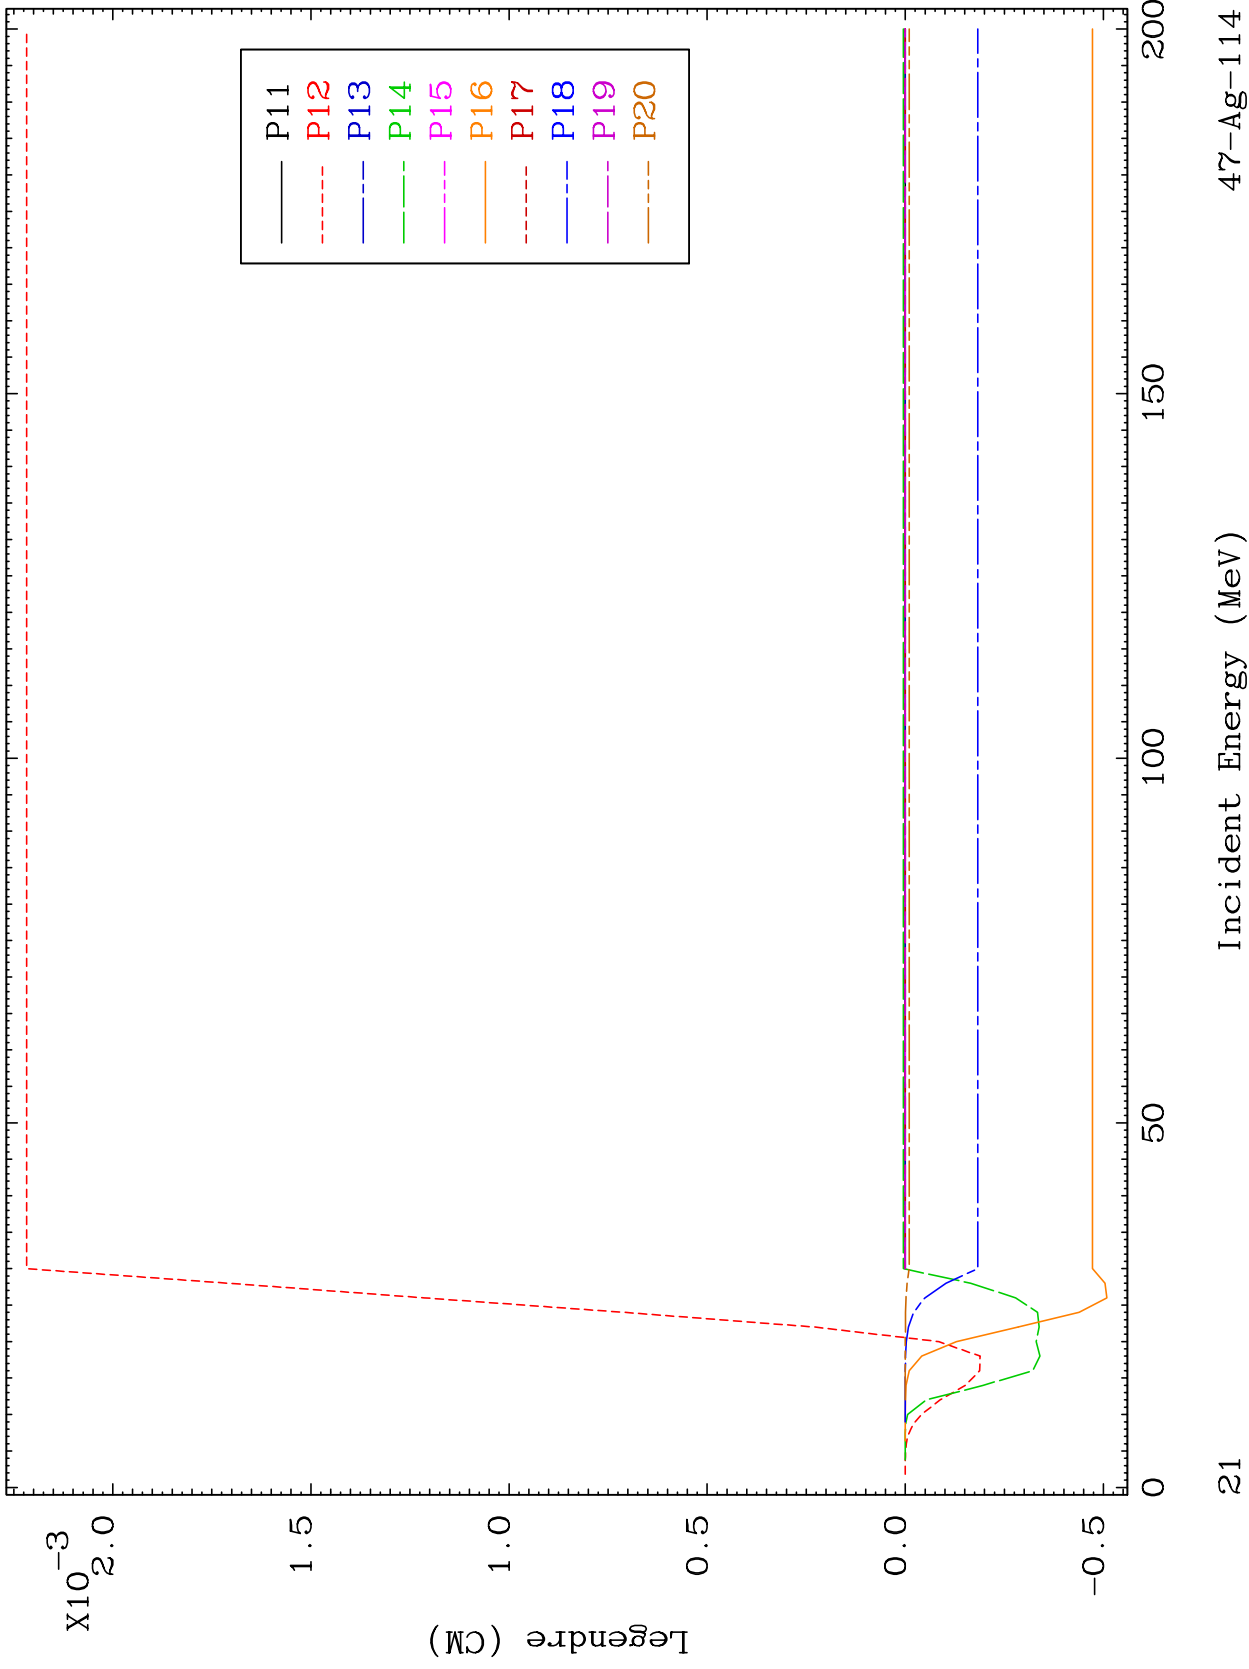 X10-3
2.0
1.5
1.0
0.5
0.0
-0.5
Legendre (CM)
P11
P12
P13
P14
P15
P16
P17
P18
P19
P20
0
50
100
150
200
21
Incident Energy (MeV)
47-Ag-114